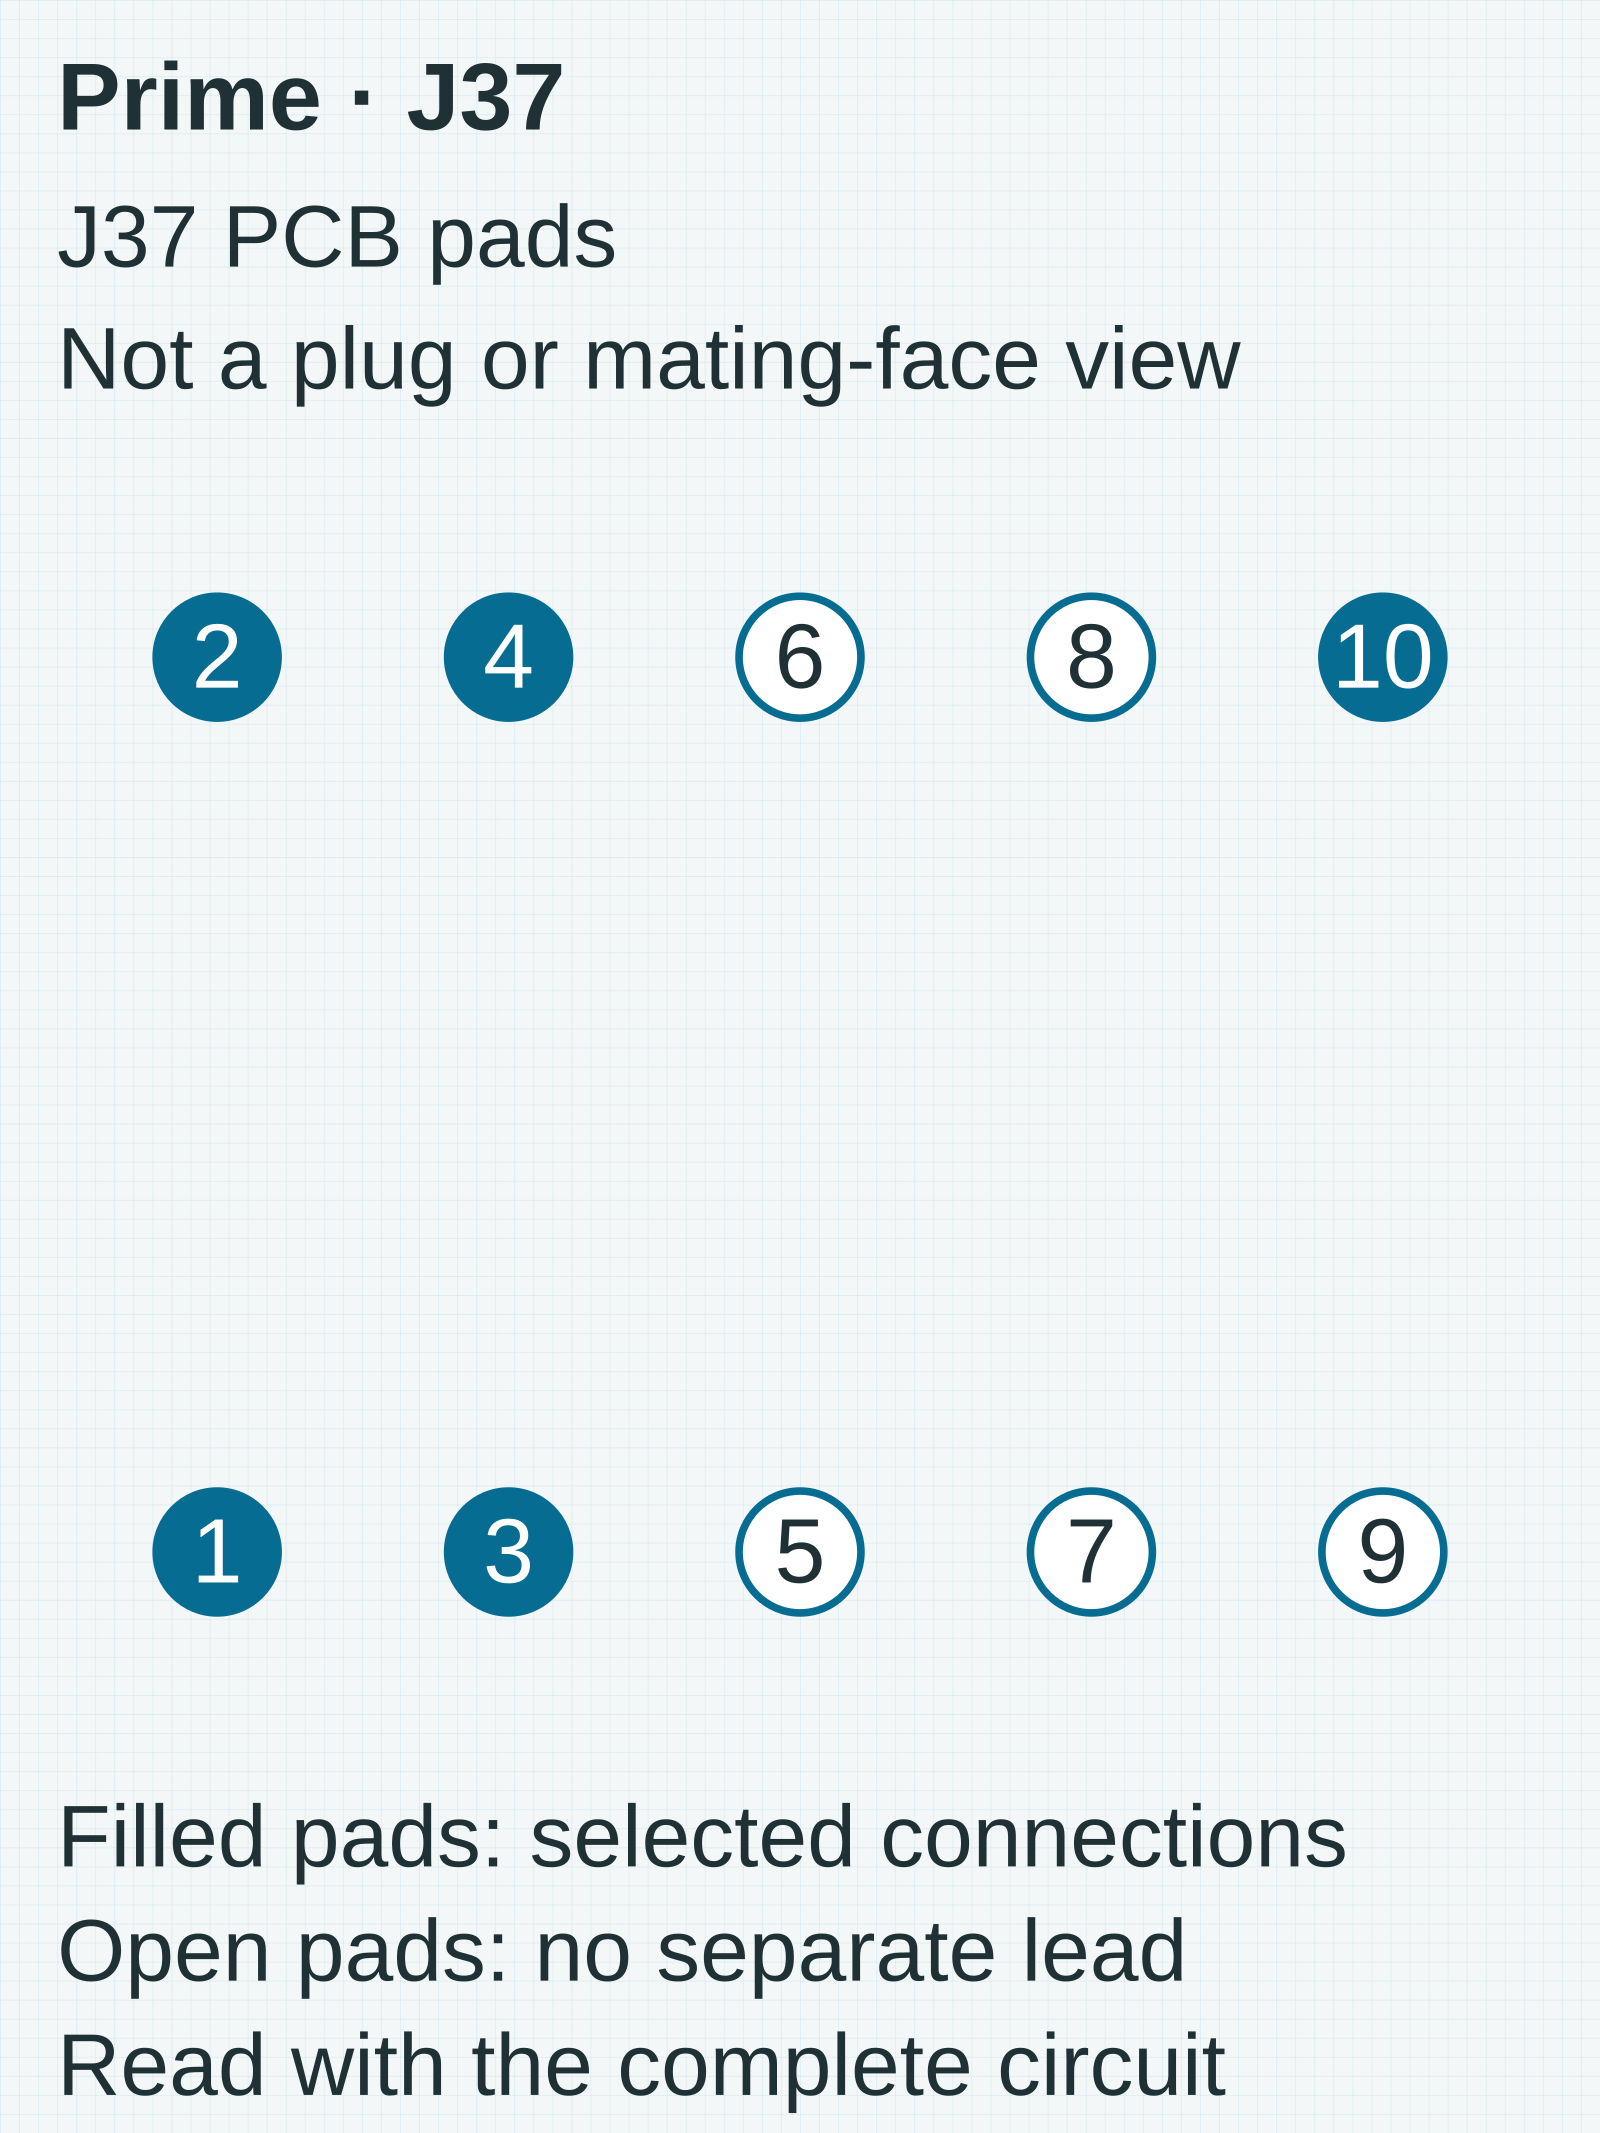 Prime · J37
J37 PCB pads
Not a plug or mating-face view
2 4 6 8 10
1 3 5 7 9
Filled pads: selected connections
Open pads: no separate lead
Read with the complete circuit